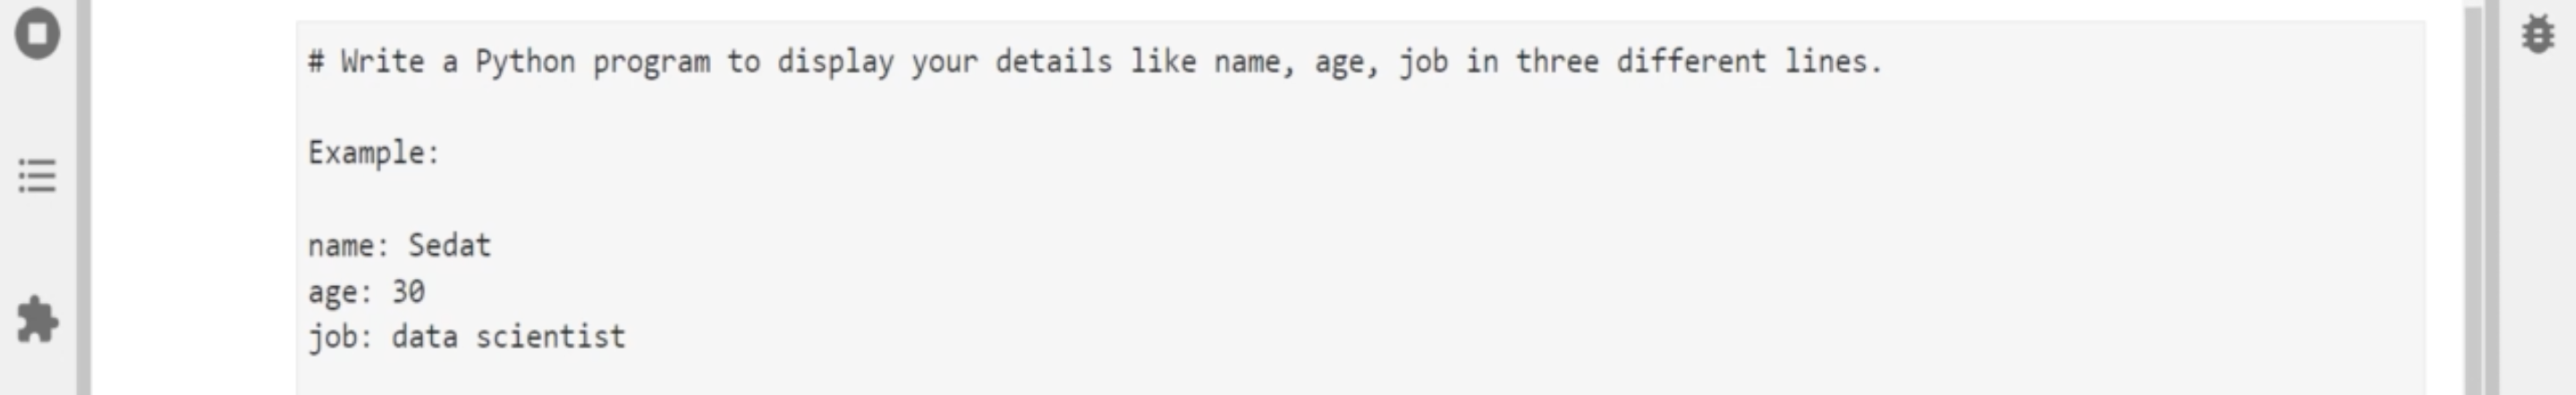 # Write a Python program to display your details like name, age, job in three different lines.
Example:
name: Sedat
age: 30
job: data scientist